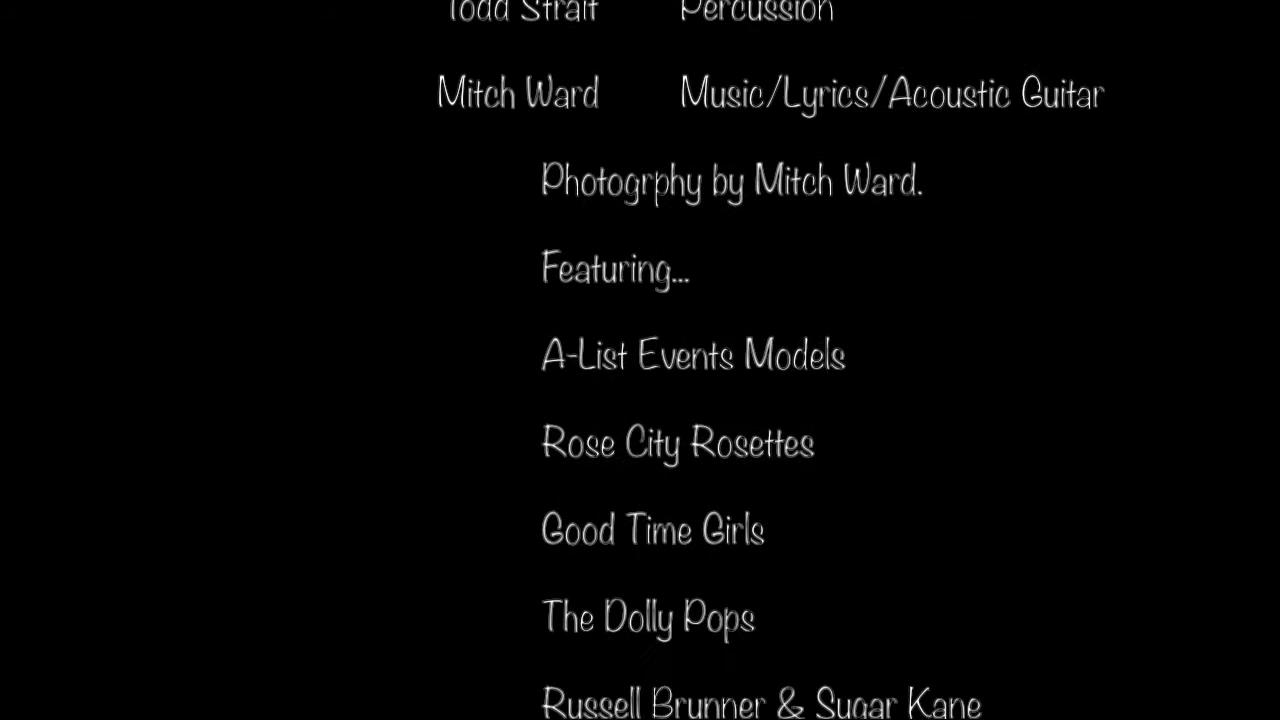 Todd Strait Percussion
Mitch Ward Music/Lyrics/Acoustic Guitar
Photogrphy by Mitch Ward.
Featuring...
A-List Events Models
Rose City Rosettes
Good Time Girls
The Dolly Pops
Russell Brunner & Sugar Kane